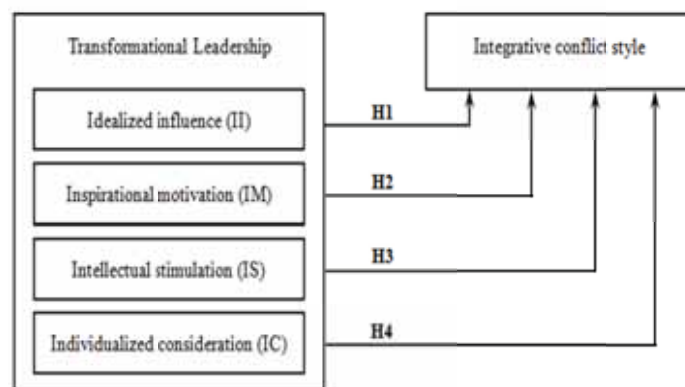 Transformational Leadership
Integrative conflict style
Idealized influence (II)
H1
Inspirational motivation (IM)
H2
Intellectual stimulation (IS)
H3
Individualized consideration (IC)
H4